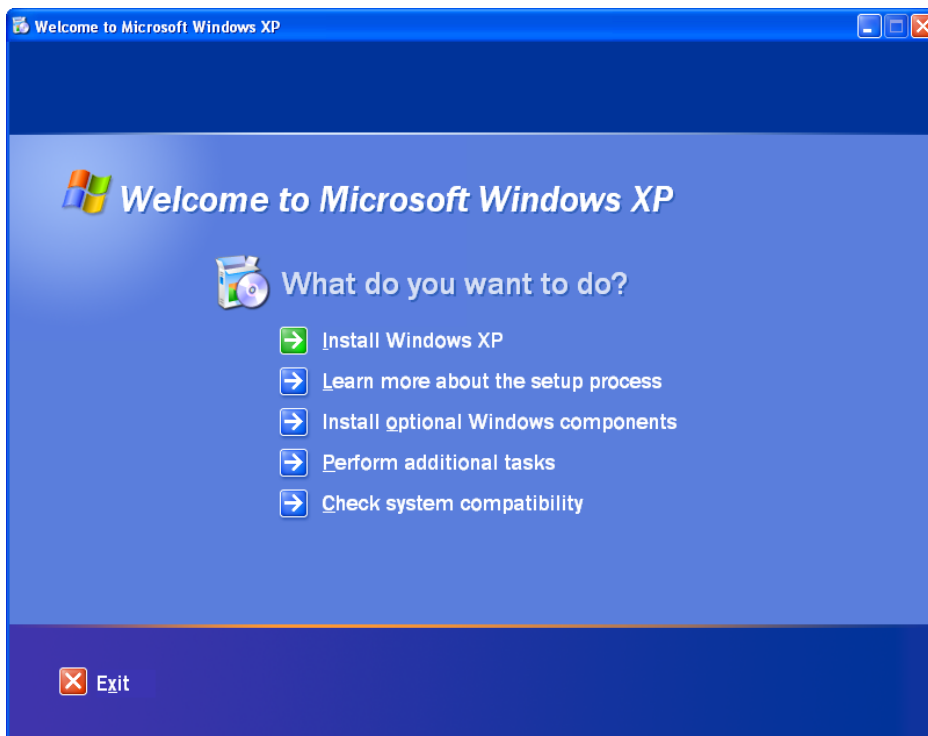 Welcome to Microsoft Windows XP
Welcome to Microsoft Windows XP
What do you want to do?
Install Windows XP
Learn more about the setup process
Install optional Windows components
Perform additional tasks
Check system compatibility
Exit